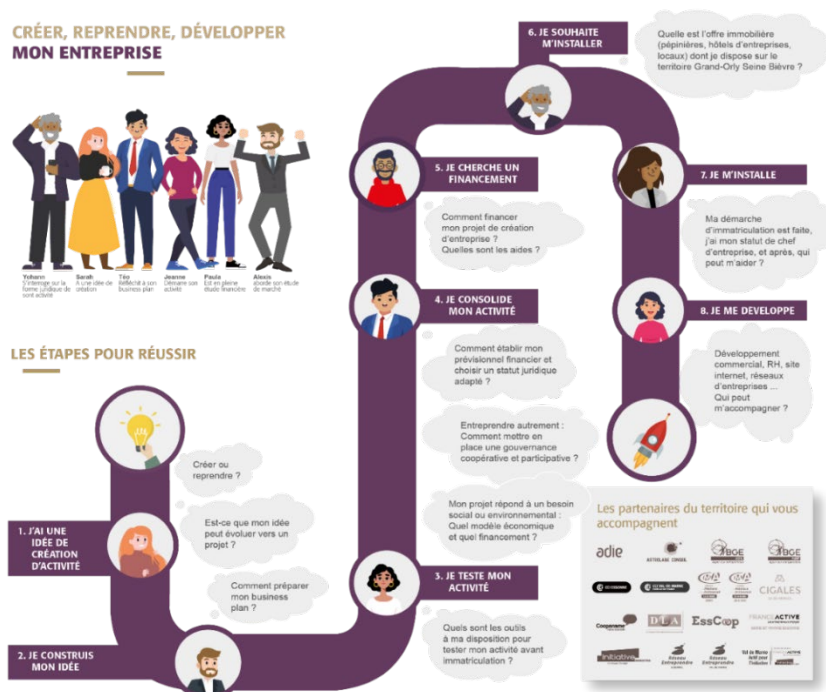 CRÉER, REPRENDRE, DÉVELOPPER
MON ENTREPRISE
Yohann
S'interroge sur la
forme juridique de
sont activité
Sarah
A une idée de
création
Téo
Réfléchit à son
business plan
Jeanne
Démarre son
activité
Paula
Est en pleine
étude financière
Alexis
aborde son étude
de marché
LES ÉTAPES POUR RÉUSSIR
Créer ou
reprendre ?
1. J'AI UNE
IDÉE DE
CRÉATION
D'ACTIVITÉ
Est-ce que mon idée
peut évoluer vers un
projet ?
Comment préparer
mon business
plan ?
2. JE CONSTRUIS
MON IDÉE
3. JE TESTE MON
ACTIVITÉ
Quels sont les outils
à ma disposition pour
tester mon activité avant
immatriculation ?
Mon projet répond à un besoin
social ou environnemental :
Quel modèle économique
et quel financement ?
Entreprendre autrement :
Comment mettre en
place une gouvernance
coopérative et participative ?
4. JE CONSOLIDE
MON ACTIVITÉ
Comment établir mon
prévisionnel financier et
choisir un statut juridique
adapté ?
5. JE CHERCHE UN
FINANCEMENT
Comment financer
mon projet de création
d'entreprise ?
Quelles sont les aides ?
6. JE SOUHAITE
M'INSTALLER
Quelle est l'offre immobilière
(pépinières, hôtels d'entreprises,
locaux) dont je dispose sur le
territoire Grand-Orly Seine Bièvre ?
7. JE M'INSTALLE
Ma démarche
d'immatriculation est faite,
j'ai mon statut de chef
d'entreprise, et après, qui
peut m'aider ?
8. JE ME DEVELOPPE
Développement
commercial, RH, site
internet, réseaux
d'entreprises ...
Qui peut
m'accompagner ?
Les partenaires du territoire qui vous
accompagnent
adie
BGE
BGE
CIGALES
Coopaname
DLA
EssCoop
FRANCE ACTIVE
initiative
Réseau
Entreprendre
Réseau
Entreprendre
Val de Marne